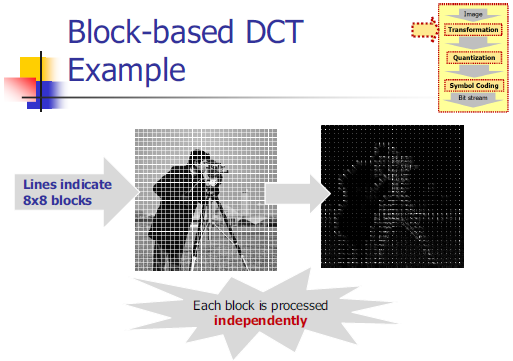 Block-based DCT
Example
Image
Transformation
Quantization
Symbol Coding
Bit stream
Lines indicate
8x8 blocks
Each block is processed
independently